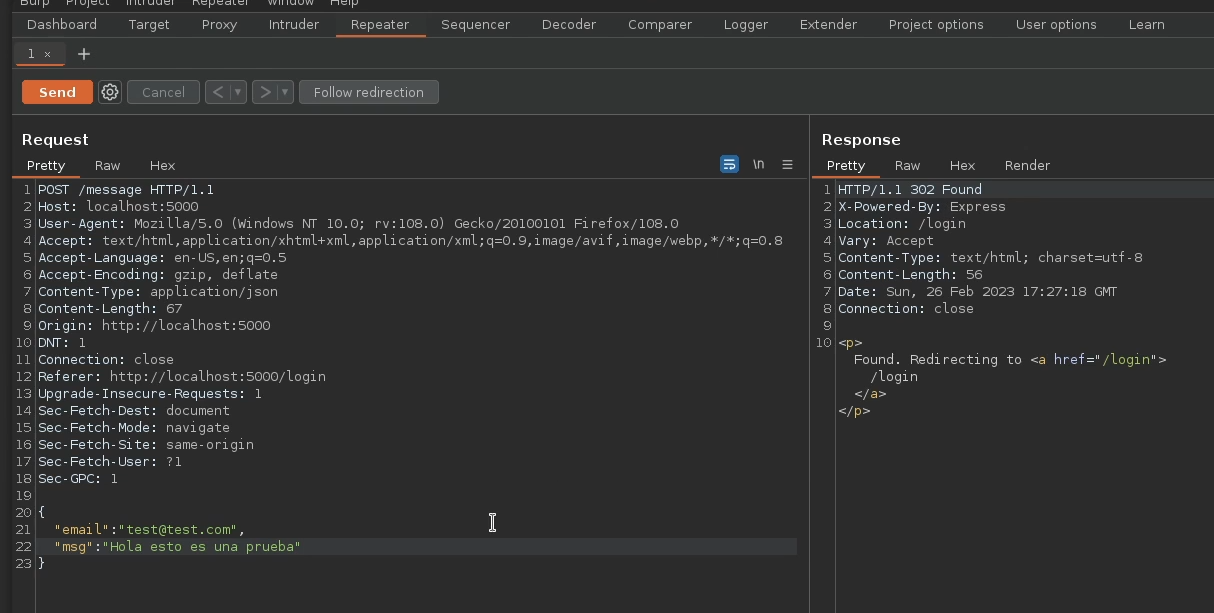 Burp Project Intruder Repeater Window Help
Dashboard Target Proxy Intruder Repeater Sequencer Decoder Comparer Logger Extender Project options User options Learn
1 × +
Send Cancel < > Follow redirection
Request
Pretty Raw Hex \n
1 POST /message HTTP/1.1
2 Host: localhost:5000
3 User-Agent: Mozilla/5.0 (Windows NT 10.0; rv:108.0) Gecko/20100101 Firefox/108.0
4 Accept: text/html,application/xhtml+xml,application/xml;q=0.9,image/avif,image/webp,*/*;q=0.8
5 Accept-Language: en-US,en;q=0.5
6 Accept-Encoding: gzip, deflate
7 Content-Type: application/json
8 Content-Length: 67
9 Origin: http://localhost:5000
10 DNT: 1
11 Connection: close
12 Referer: http://localhost:5000/login
13 Upgrade-Insecure-Requests: 1
14 Sec-Fetch-Dest: document
15 Sec-Fetch-Mode: navigate
16 Sec-Fetch-Site: same-origin
17 Sec-Fetch-User: ?1
18 Sec-GPC: 1
19
20 {
21 "email":"test@test.com",
22 "msg":"Hola esto es una prueba"
23 }
Response
Pretty Raw Hex Render
1 HTTP/1.1 302 Found
2 X-Powered-By: Express
3 Location: /login
4 Vary: Accept
5 Content-Type: text/html; charset=utf-8
6 Content-Length: 56
7 Date: Sun, 26 Feb 2023 17:27:18 GMT
8 Connection: close
9
10 <p>
Found. Redirecting to <a href="/login">
/login
</a>
</p>